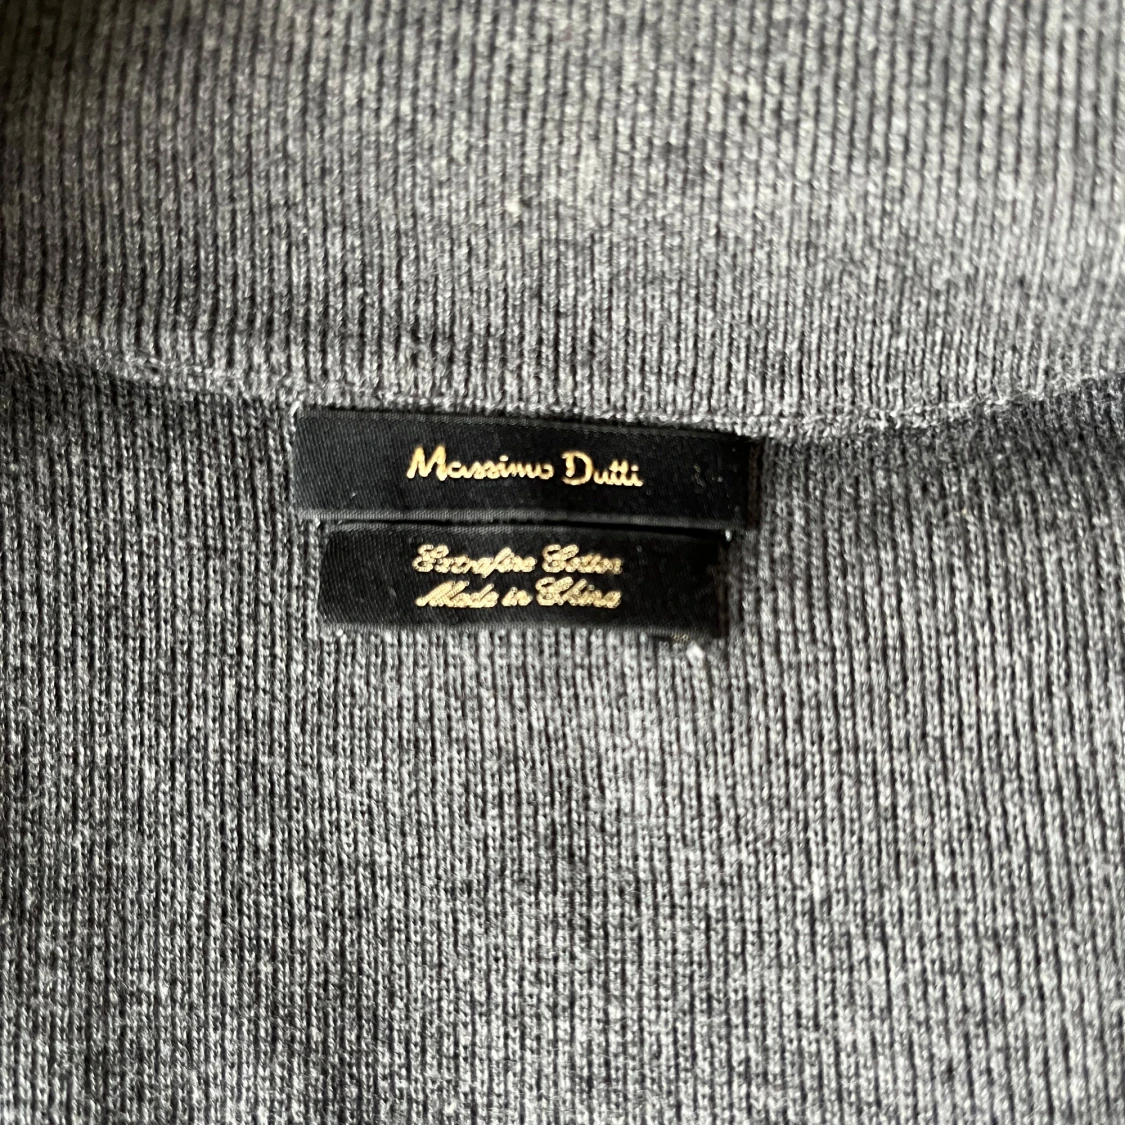 Massimo Dutti
Extrafine Cotton
Made in China